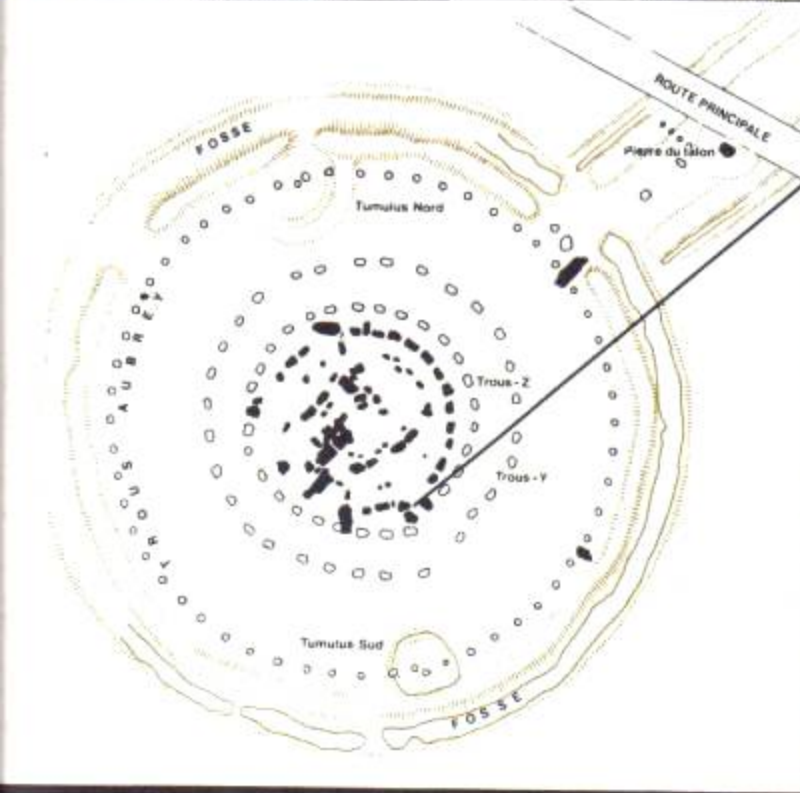 ROUTE PRINCIPALE
FOSSE
Pierre du talon
Tumulus Nord
TROUS AUBREY
Trous-Z
Trous-Y
Tumulus Sud
FOSSE